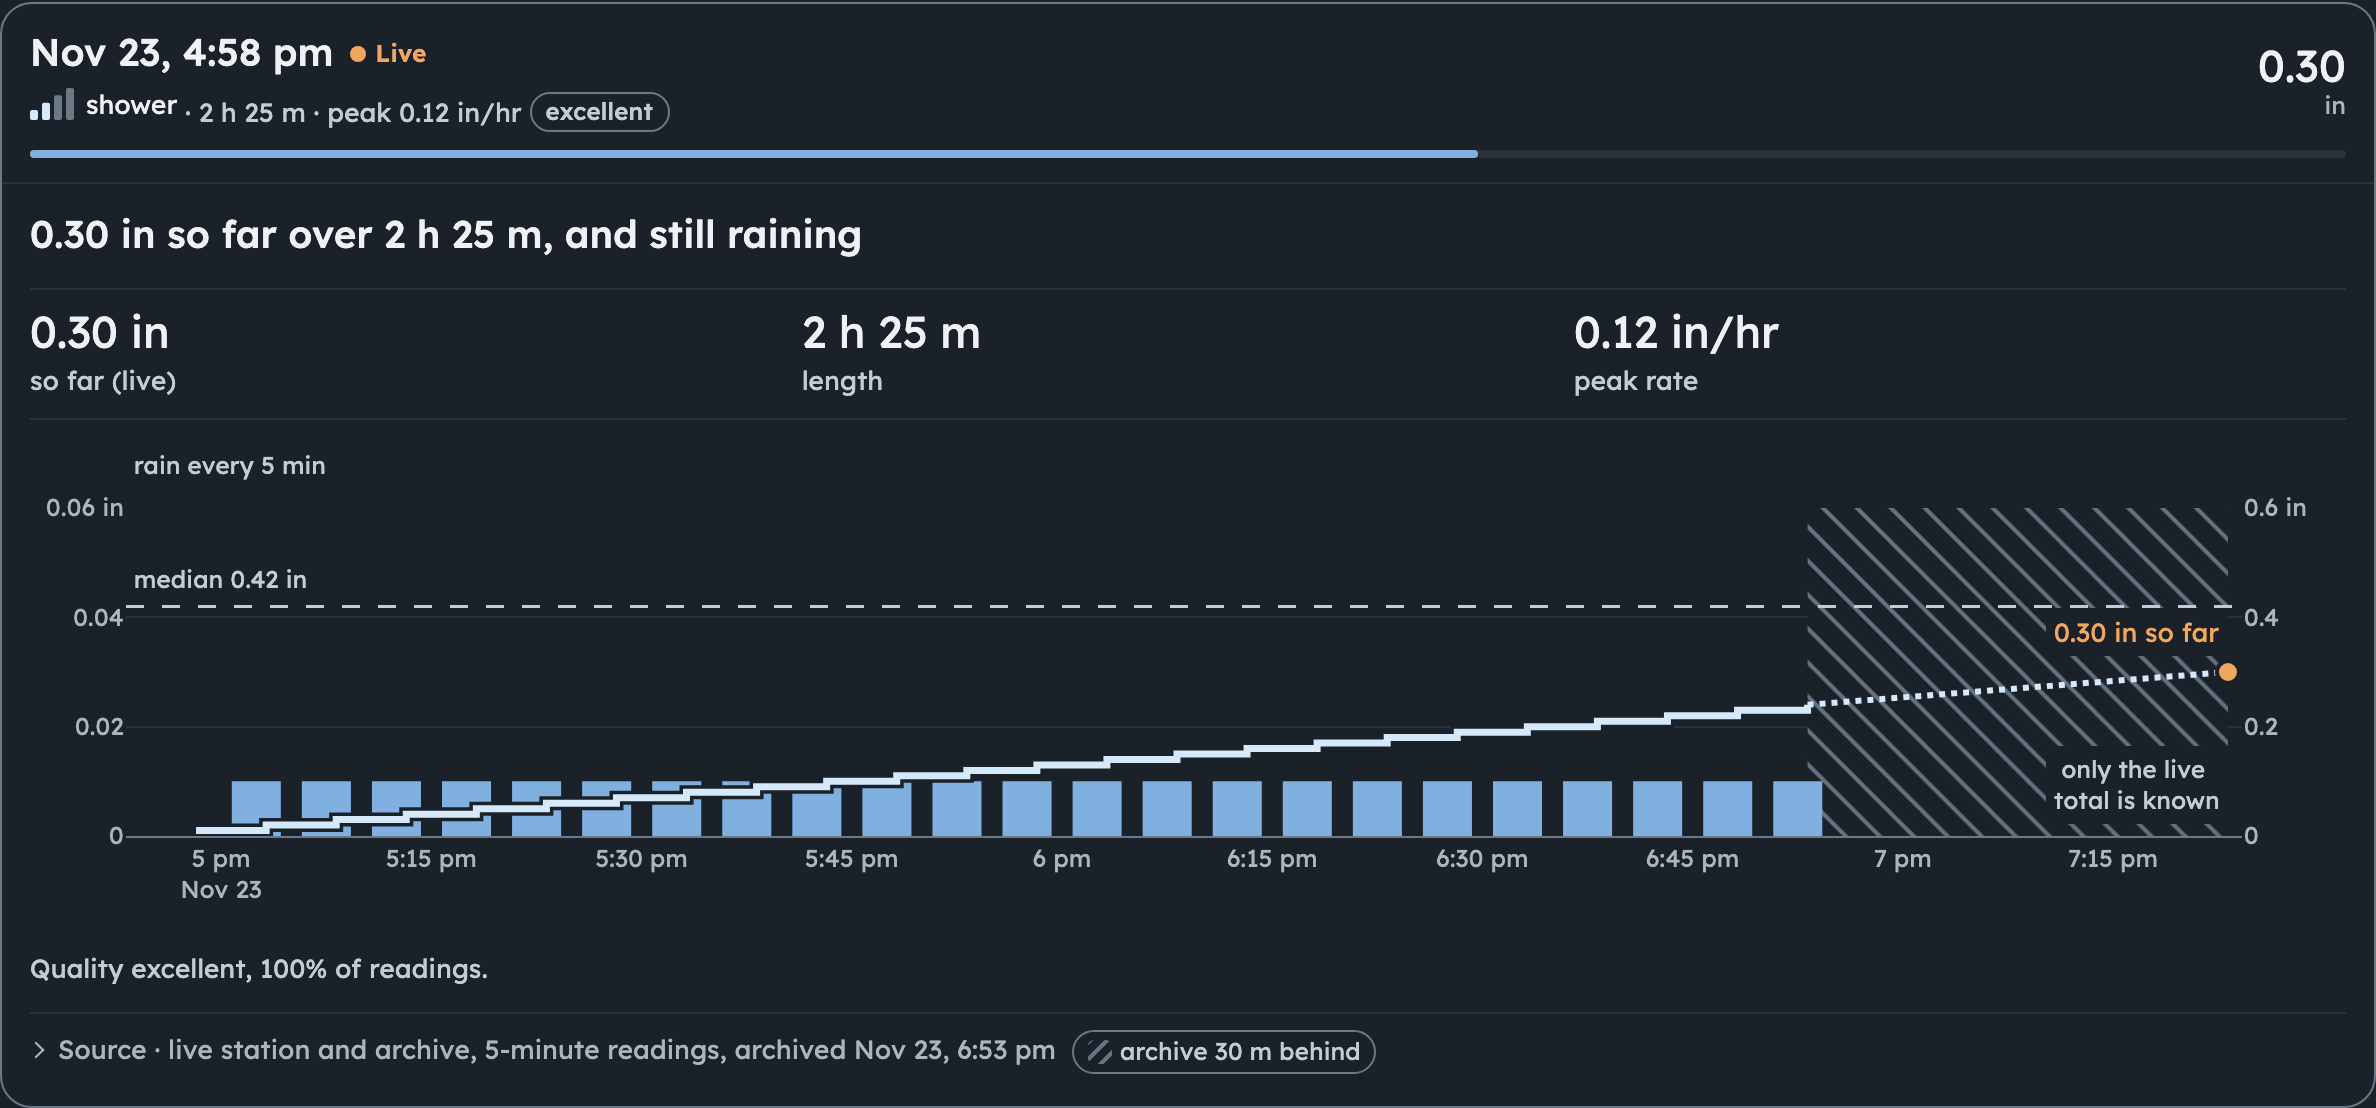 Nov 23, 4:58 pm ● Live
0.30
in
shower · 2 h 25 m · peak 0.12 in/hr excellent
0.30 in so far over 2 h 25 m, and still raining
0.30 in
so far (live)
2 h 25 m
length
0.12 in/hr
peak rate
rain every 5 min
0.06 in
0.6 in
median 0.42 in
0.04
0.4
0.30 in so far
0.02
0.2
only the live
total is known
0
0
5 pm 5:15 pm 5:30 pm 5:45 pm 6 pm 6:15 pm 6:30 pm 6:45 pm 7 pm 7:15 pm
Nov 23
Quality excellent, 100% of readings.
Source · live station and archive, 5-minute readings, archived Nov 23, 6:53 pm archive 30 m behind